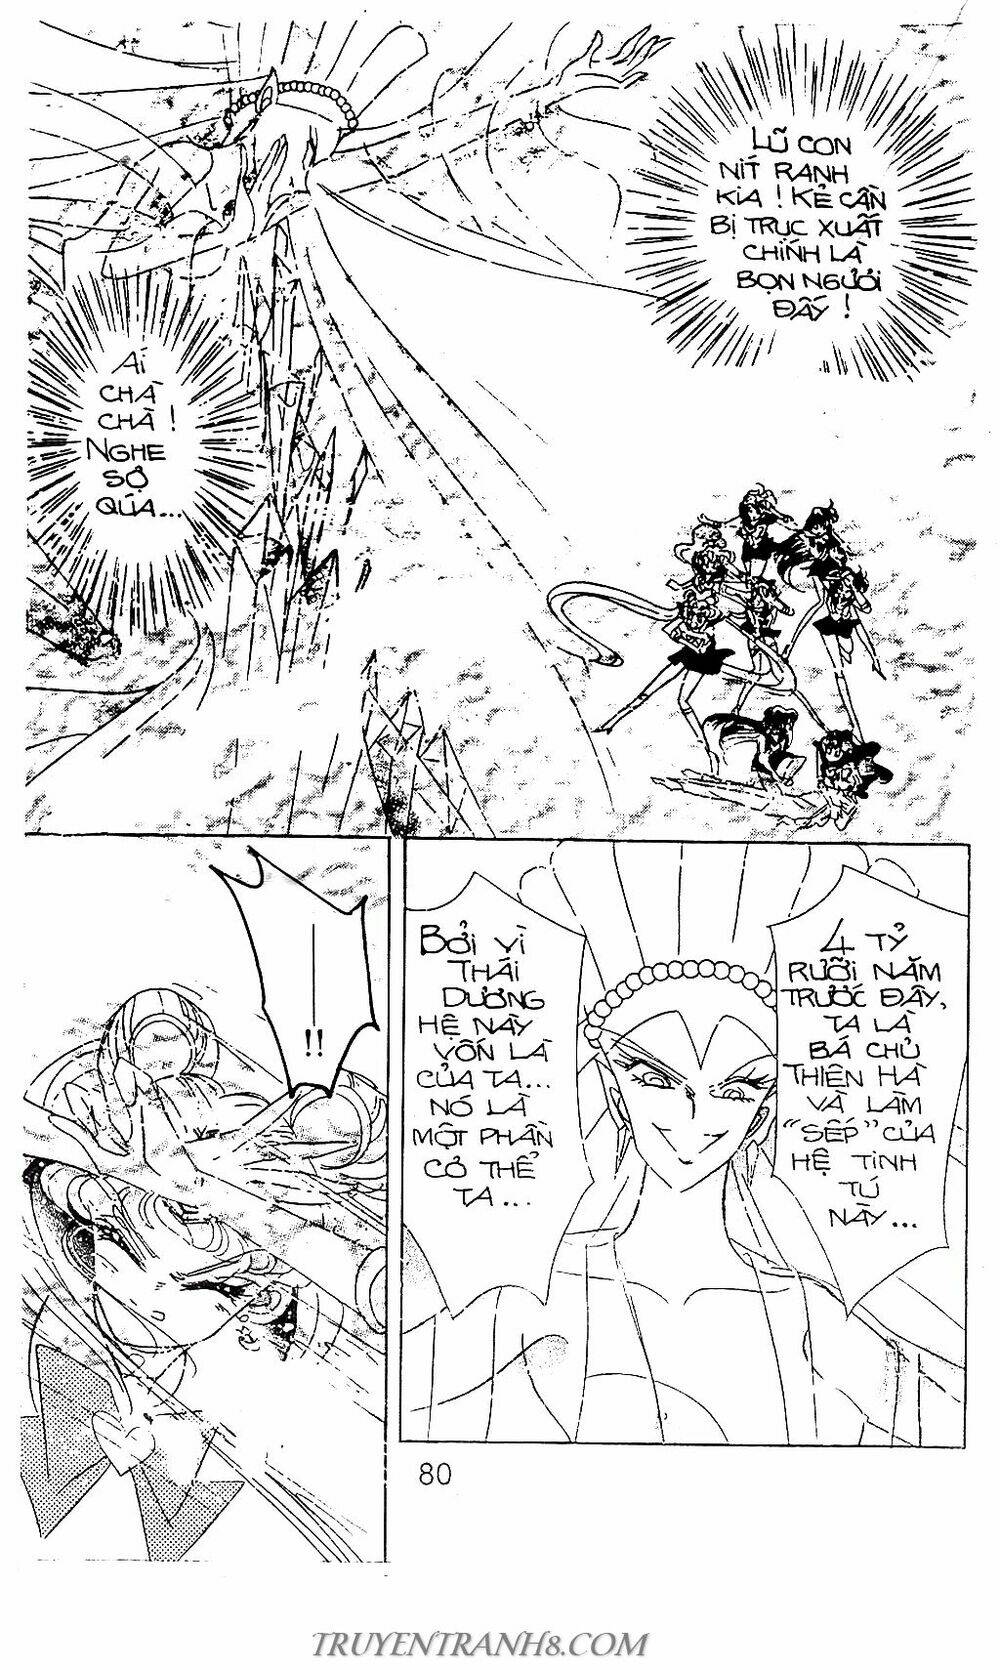 LŨ CON
NÍT RANH
KIA ! KẺ CẦN
BỊ TRỤC XUẤT
CHÍNH LÀ
BỌN NGƯƠI
ĐẤY !
ÁI
CHÀ
CHÀ !
NGHE
SỢ
QÚA...
4 TỶ
RƯỠI NĂM
TRƯỚC ĐÂY,
TA LÀ
BÁ CHỦ
THIÊN HÀ
VÀ LÀM
"SẾP" CỦA
HỆ TINH
TÚ
NÀY...
BỞI VÌ
THÁI
DƯƠNG
HỆ NÀY
VỐN LÀ
CỦA TA...
NÓ LÀ
MỘT PHẦN
CƠ THỂ
TA...
— !!
80
TRUYENTRANH8.COM